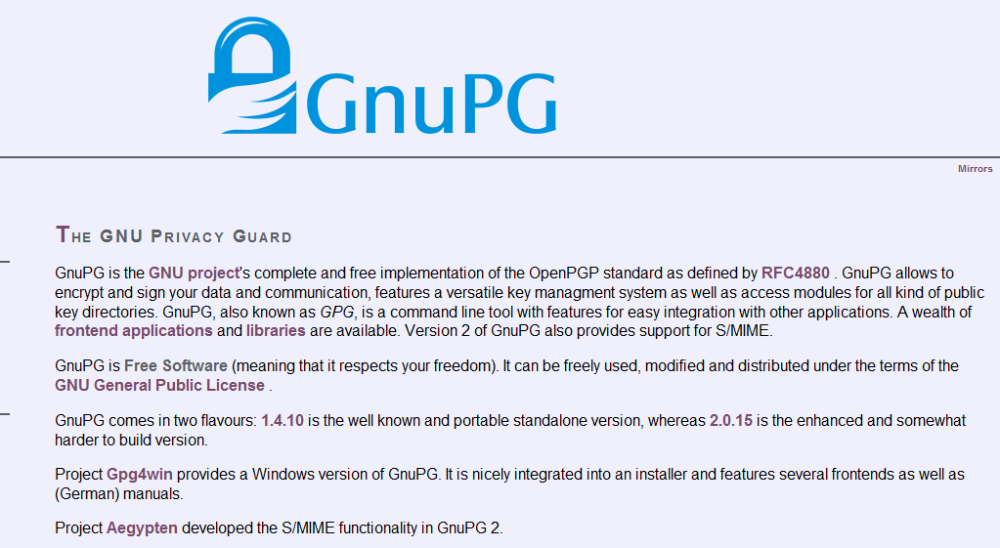 GnuPG
Mirrors
The GNU Privacy Guard
GnuPG is the GNU project's complete and free implementation of the OpenPGP standard as defined by RFC4880 . GnuPG allows to
encrypt and sign your data and communication, features a versatile key managment system as well as access modules for all kind of public
key directories. GnuPG, also known as GPG, is a command line tool with features for easy integration with other applications. A wealth of
frontend applications and libraries are available. Version 2 of GnuPG also provides support for S/MIME.
GnuPG is Free Software (meaning that it respects your freedom). It can be freely used, modified and distributed under the terms of the
GNU General Public License .
GnuPG comes in two flavours: 1.4.10 is the well known and portable standalone version, whereas 2.0.15 is the enhanced and somewhat
harder to build version.
Project Gpg4win provides a Windows version of GnuPG. It is nicely integrated into an installer and features several frontends as well as
(German) manuals.
Project Aegypten developed the S/MIME functionality in GnuPG 2.